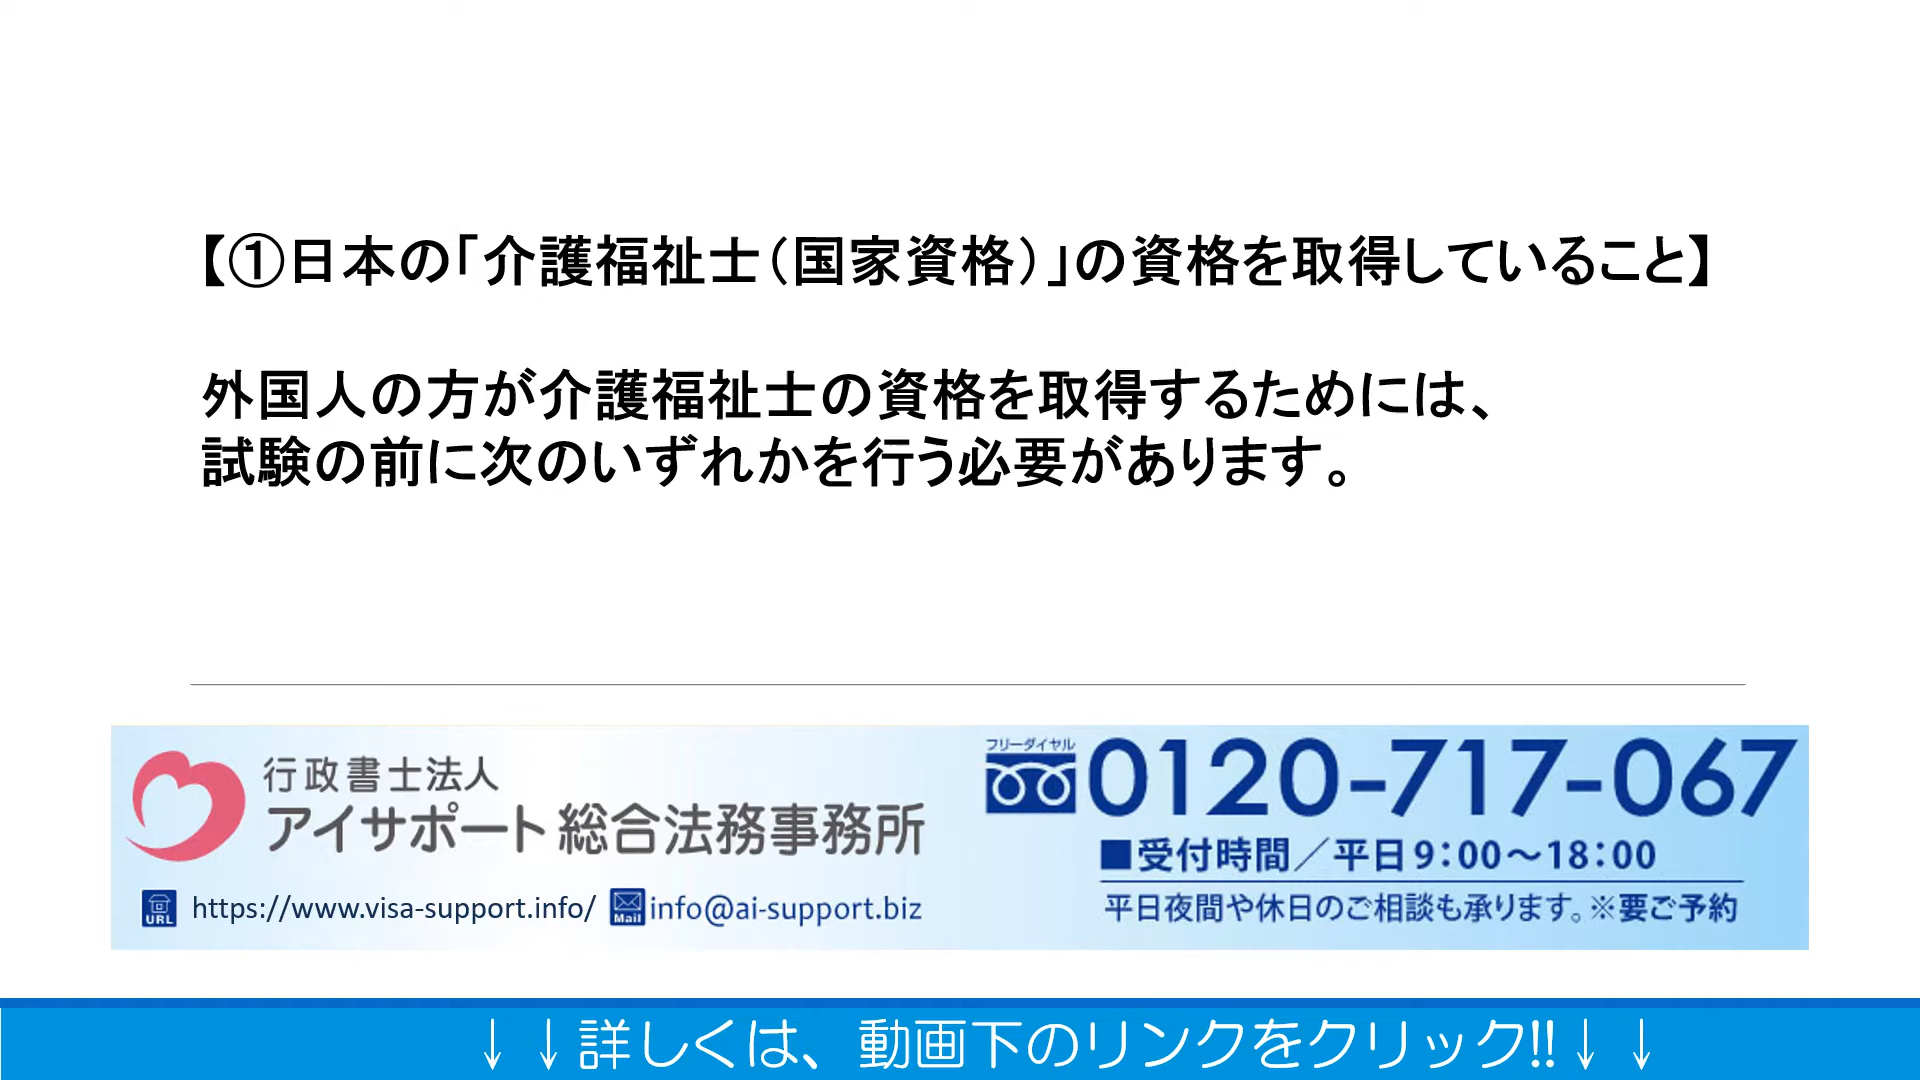 【①日本の「介護福祉士（国家資格）」の資格を取得していること】
外国人の方が介護福祉士の資格を取得するためには、
試験の前に次のいずれかを行う必要があります。
行政書士法人
アイサポート総合法務事務所
URL https://www.visa-support.info/ Mail info@ai-support.biz
フリーダイヤル
0120-717-067
■受付時間／平日9：00～18：00
平日夜間や休日のご相談も承ります。※要ご予約
↓↓詳しくは、動画下のリンクをクリック!!↓↓